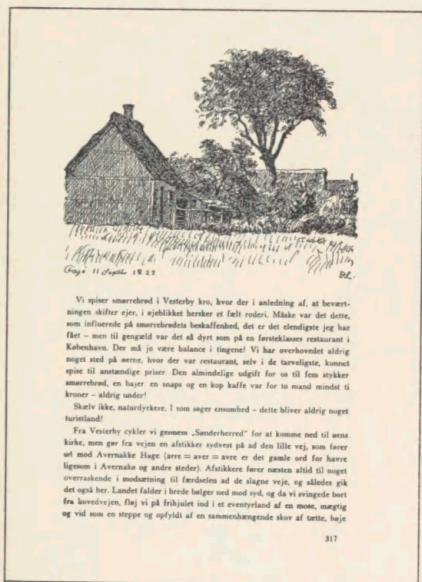 11 Septbr 1922
Vi spiser smørrebrød i Vesterby kro, hvor der i anledning af, at bevært-
ningen skifter ejer, i øjeblikket hersker et fælt roderi. Måske var det dette,
som influerede på smørrebrødets beskaffenhed, det er det elendigste jeg har
fået – men til gengæld var det så dyrt som på en førsteklasses restaurant i
København. Der må jo være balance i tingene! Vi har overhovedet aldrig
noget sted på øerne, hvor der var restaurant, selv i de tarveligste, kunnet
spise til anstændige priser. Den almindelige udgift for os til fem stykker
smørrebrød, en bajer en snaps og en kop kaffe var for to mand mindst ti
kroner – aldrig under!
Skælv ikke, naturdyrkere, I som søger ensomhed – dette bliver aldrig noget
turistland!
Fra Vesterby cykler vi gennem „Sønderherred" for at komme ned til øens
kirke, men gør fra vejen en afstikker sydvest på ad den lille vej, som fører
ud mod Avernakke Hage (arre = aver = avre er det gamle ord for havre
ligesom i Avernakø og andre steder). Afstikkere fører næsten altid til noget
overraskende i modsætning til færdselen ad de slagne veje, og således gik
det også her. Landet falder i brede bølger ned mod syd, og da vi svingede bort
fra hovedvejen, fløj vi på frihjulet ind i et eventyrland af en mose, mægtig
og vid som en steppe og opfyldt af en sammenhængende skov af tætte, høje
317